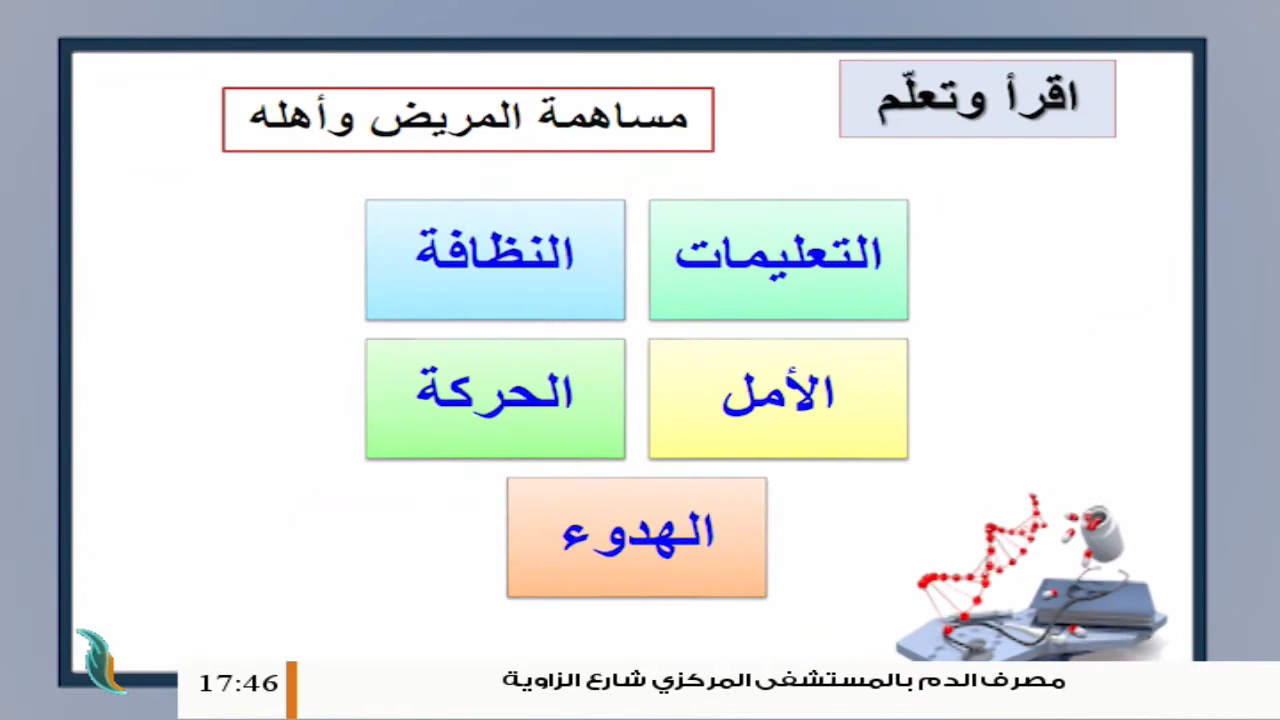 اقرأ وتعلّم
مساهمة المريض وأهله
التعليمات
النظافة
الأمل
الحركة
الهدوء
مصرف الدم بالمستشفى المركزي شارع الزاوية
17:46